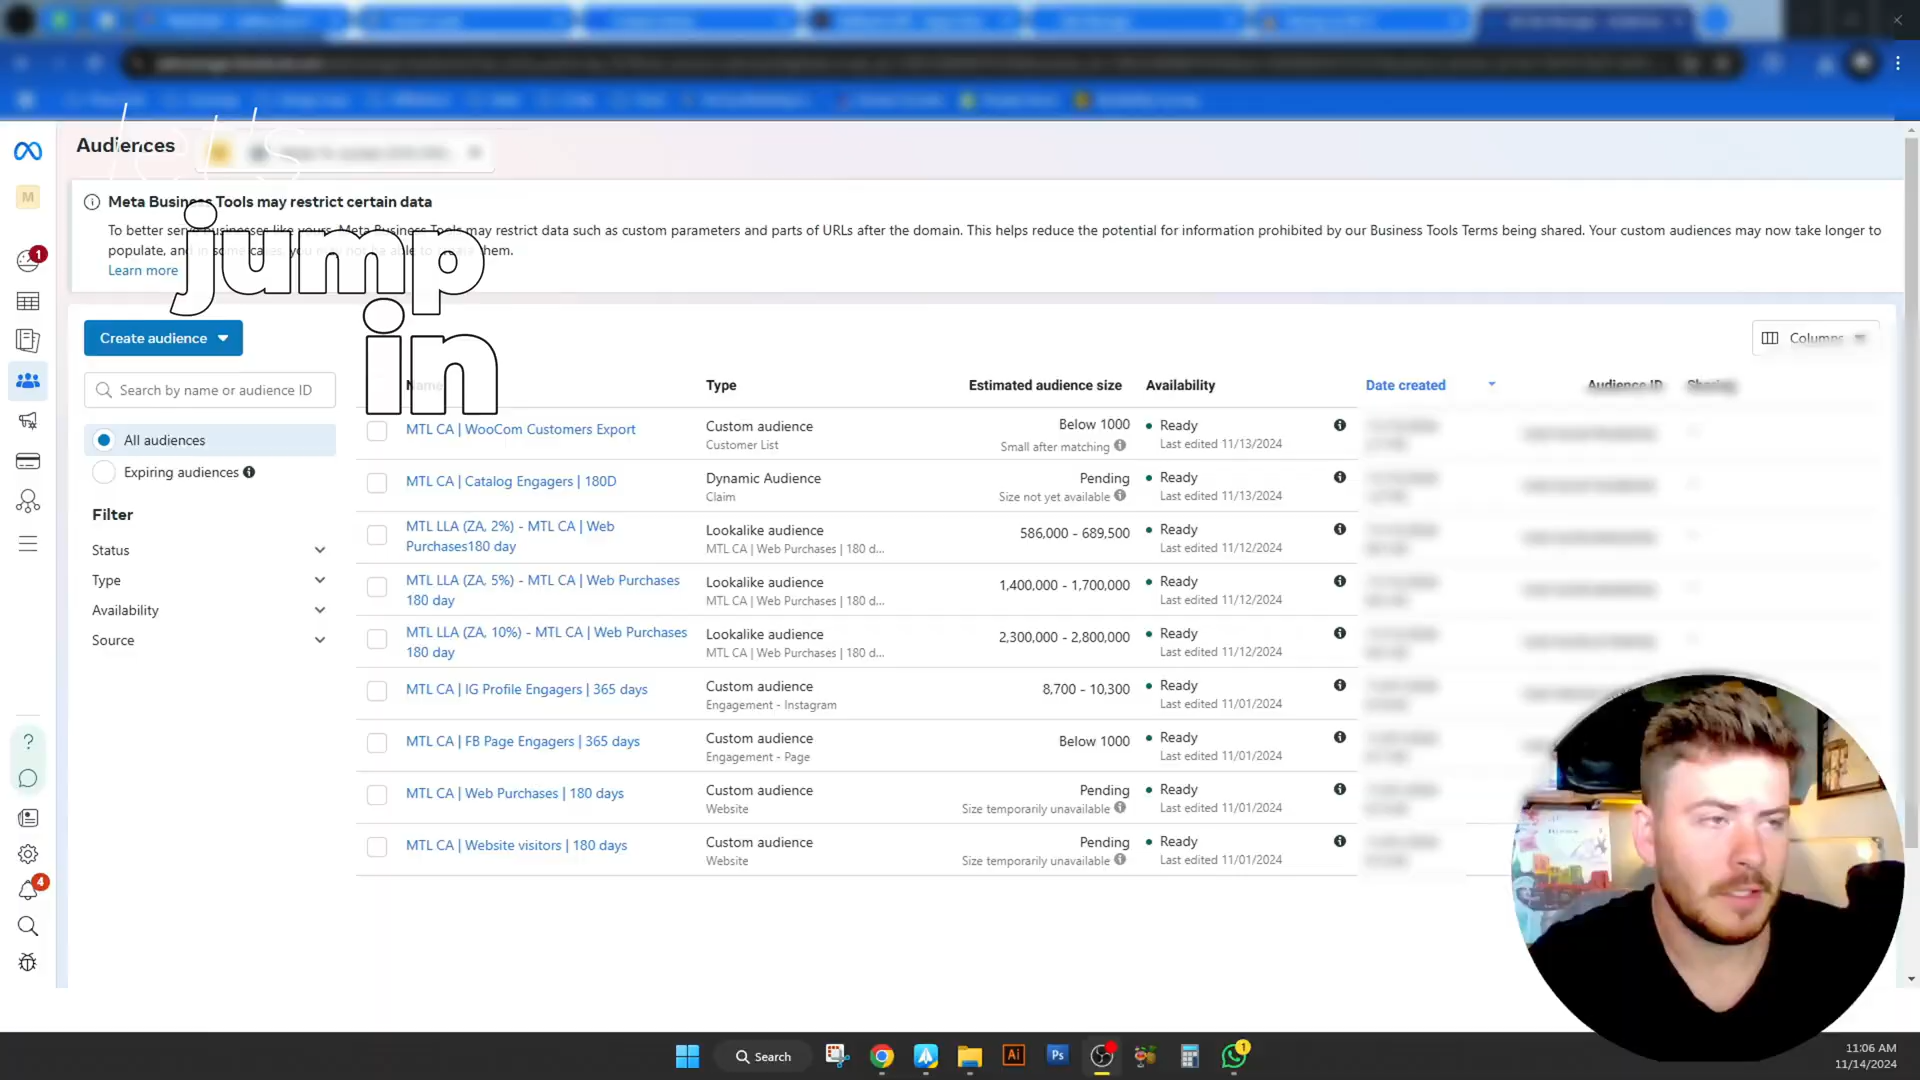 Audiences
let's
jump
in
M
Meta Business Tools may restrict certain data
To better serve businesses like yours, Meta Business Tools may restrict data such as custom parameters and parts of URLs after the domain. This helps reduce the potential for information prohibited by our Business Tools Terms being shared. Your custom audiences may now take longer to
populate, and in some cases, you may not be able to create them.
Learn more
1
Create audience
Columns
Search by name or audience ID
All audiences
Expiring audiences
Filter
Status
Type
Availability
Source
Name Type Estimated audience size Availability Date created Audience ID Sharing
MTL CA | WooCom Customers Export Custom audience Below 1000 Ready
Customer List Small after matching Last edited 11/13/2024
MTL CA | Catalog Engagers | 180D Dynamic Audience Pending Ready
Claim Size not yet available Last edited 11/13/2024
MTL LLA (ZA, 2%) - MTL CA | Web Lookalike audience 586,000 - 689,500 Ready
Purchases180 day MTL CA | Web Purchases | 180 d... Last edited 11/12/2024
MTL LLA (ZA, 5%) - MTL CA | Web Purchases Lookalike audience 1,400,000 - 1,700,000 Ready
180 day MTL CA | Web Purchases | 180 d... Last edited 11/12/2024
MTL LLA (ZA, 10%) - MTL CA | Web Purchases Lookalike audience 2,300,000 - 2,800,000 Ready
180 day MTL CA | Web Purchases | 180 d... Last edited 11/12/2024
MTL CA | IG Profile Engagers | 365 days Custom audience 8,700 - 10,300 Ready
Engagement - Instagram Last edited 11/01/2024
MTL CA | FB Page Engagers | 365 days Custom audience Below 1000 Ready
Engagement - Page Last edited 11/01/2024
MTL CA | Web Purchases | 180 days Custom audience Pending Ready
Website Size temporarily unavailable Last edited 11/01/2024
MTL CA | Website visitors | 180 days Custom audience Pending Ready
Website Size temporarily unavailable Last edited 11/01/2024
4
Search
Ai
Ps
1
11:06 AM
11/14/2024